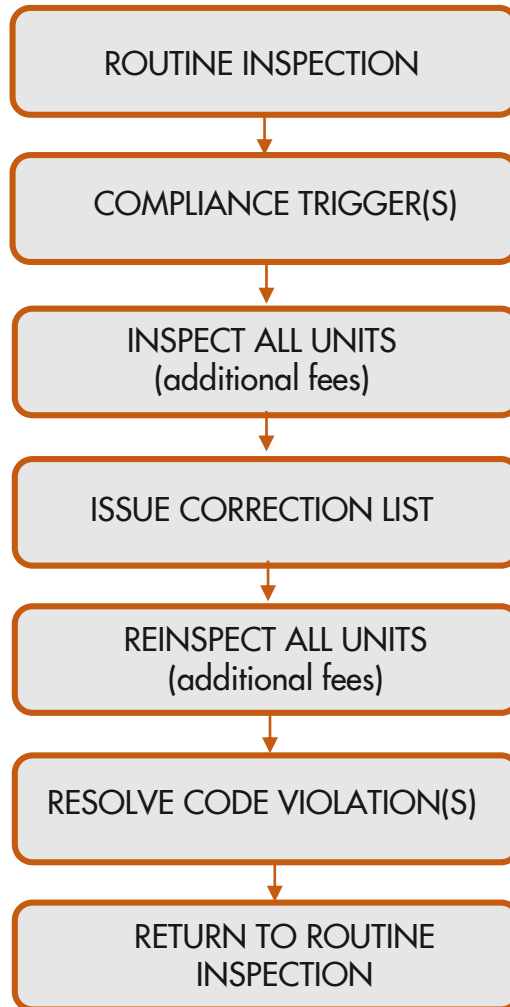 ROUTINE INSPECTION
COMPLIANCE TRIGGER(S)
INSPECT ALL UNITS
(additional fees)
ISSUE CORRECTION LIST
REINSPECT ALL UNITS
(additional fees)
RESOLVE CODE VIOLATION(S)
RETURN TO ROUTINE
INSPECTION